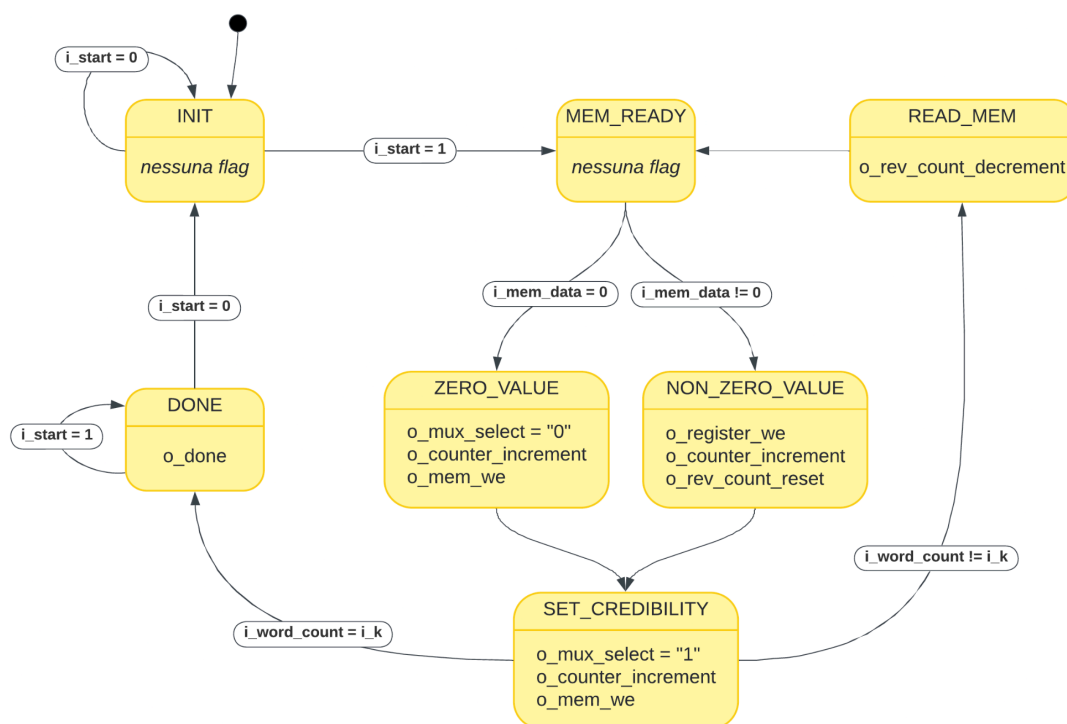 i_start = 0
INIT
nessuna flag
i_start = 1
MEM_READY
nessuna flag
READ_MEM
o_rev_count_decrement
i_mem_data = 0
i_mem_data != 0
i_start = 0
ZERO_VALUE
o_mux_select = "0"
o_counter_increment
o_mem_we
NON_ZERO_VALUE
o_register_we
o_counter_increment
o_rev_count_reset
DONE
o_done
i_start = 1
i_word_count != i_k
i_word_count = i_k
SET_CREDIBILITY
o_mux_select = "1"
o_counter_increment
o_mem_we